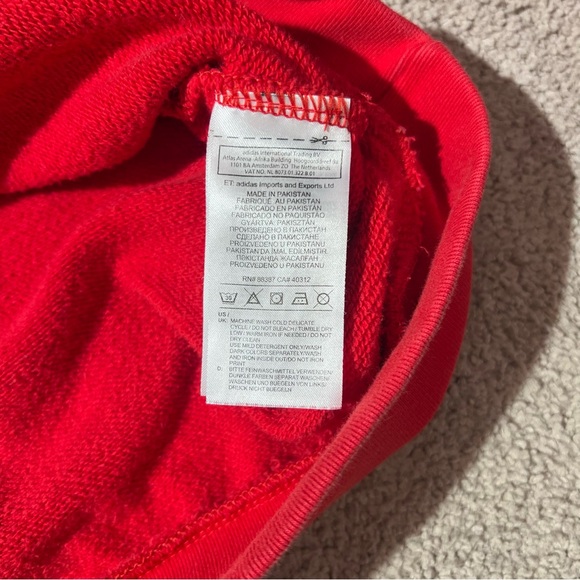 adidas International Trading BV
Atlas Arena -Afrika Building Hoogoorddreef 9a
1101 BA Amsterdam ZO The Netherlands
VAT NO. NL 8073.01.322 B 01
ET: adidas Imports and Exports Ltd
MADE IN PAKISTAN
FABRIQUÉ AU PAKISTAN
FABRICADO EN PAKISTÁN
FABRICADO NO PAQUISTÃO
GYÁRTVA: PAKISZTÁN
ПРОИЗВЕДЕНО В ПАКИСТАН
СДЕЛАНО В ПАКИСТАН
PROIZVEDENO U PAKISTANU
PAKISTAN'DA İMAL EDİLMİŞTİR
ПӘКІСТАНДА ЖАСАЛҒАН
PROIZVEDENO U PAKISTANU
RN# 88387 CA# 40312
30
US /
UK: MACHINE WASH COLD DELICATE
CYCLE / DO NOT BLEACH / TUMBLE DRY
LOW / WARM IRON IF NEEDED / DO NOT
DRY CLEAN
USE MILD DETERGENT ONLY/WASH
DARK COLORS SEPARATELY/WASH
AND IRON INSIDE OUT/DO NOT IRON
PRINT
D: BITTE FEINWASCHMITTEL VERWENDEN/
DUNKLE FARBEN SEPARAT WASCHEN/
WASCHEN UND BUEGELN VON LINKS/
DRUCK NICHT BUEGELN